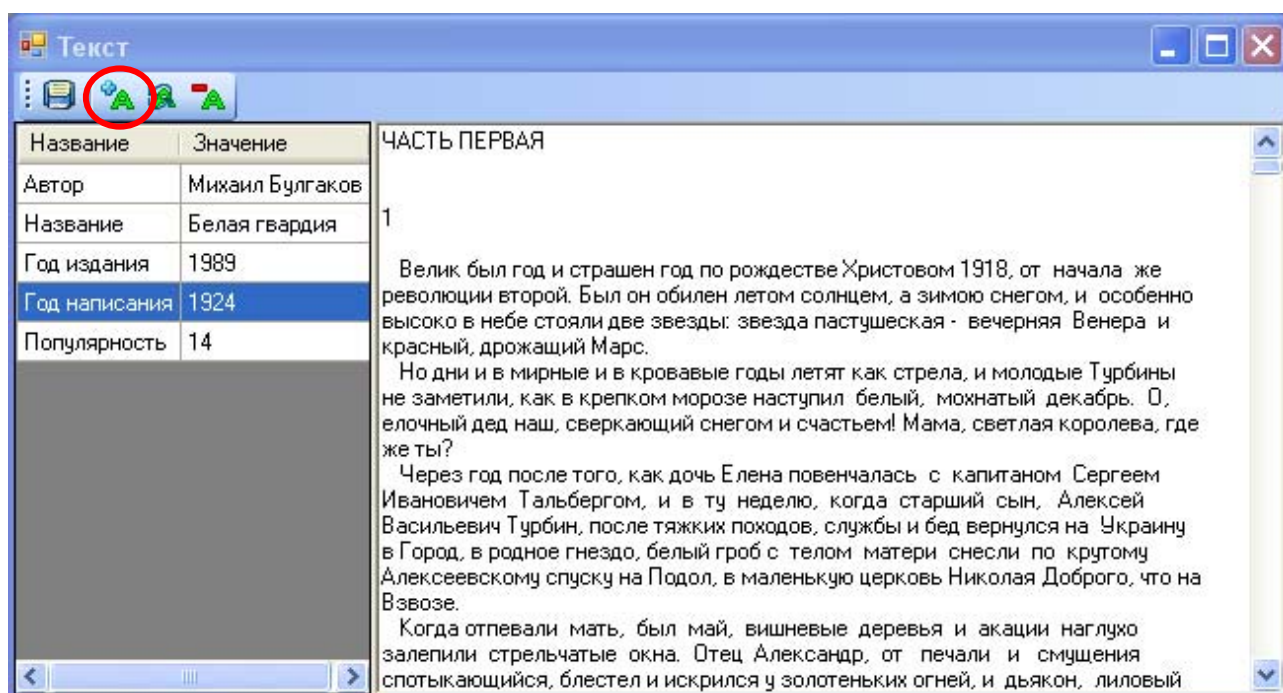 Текст
Название Значение
Автор Михаил Булгаков
Название Белая гвардия
Год издания 1989
Год написания 1924
Популярность 14
ЧАСТЬ ПЕРВАЯ
1
Велик был год и страшен год по рождестве Христовом 1918, от начала же
революции второй. Был он обилен летом солнцем, а зимою снегом, и особенно
высоко в небе стояли две звезды: звезда пастушеская - вечерняя Венера и
красный, дрожащий Марс.
Но дни и в мирные и в кровавые годы летят как стрела, и молодые Турбины
не заметили, как в крепком морозе наступил белый, мохнатый декабрь. О,
елочный дед наш, сверкающий снегом и счастьем! Мама, светлая королева, где
же ты?
Через год после того, как дочь Елена повенчалась с капитаном Сергеем
Ивановичем Тальбергом, и в ту неделю, когда старший сын, Алексей
Васильевич Турбин, после тяжких походов, службы и бед вернулся на Украину
в Город, в родное гнездо, белый гроб с телом матери снесли по крутому
Алексеевскому спуску на Подол, в маленькую церковь Николая Доброго, что на
Взвозе.
Когда отпевали мать, был май, вишневые деревья и акации наглухо
залепили стрельчатые окна. Отец Александр, от печали и смущения
спотыкающийся, блестел и искрился у золотеньких огней, и дьякон, лиловый